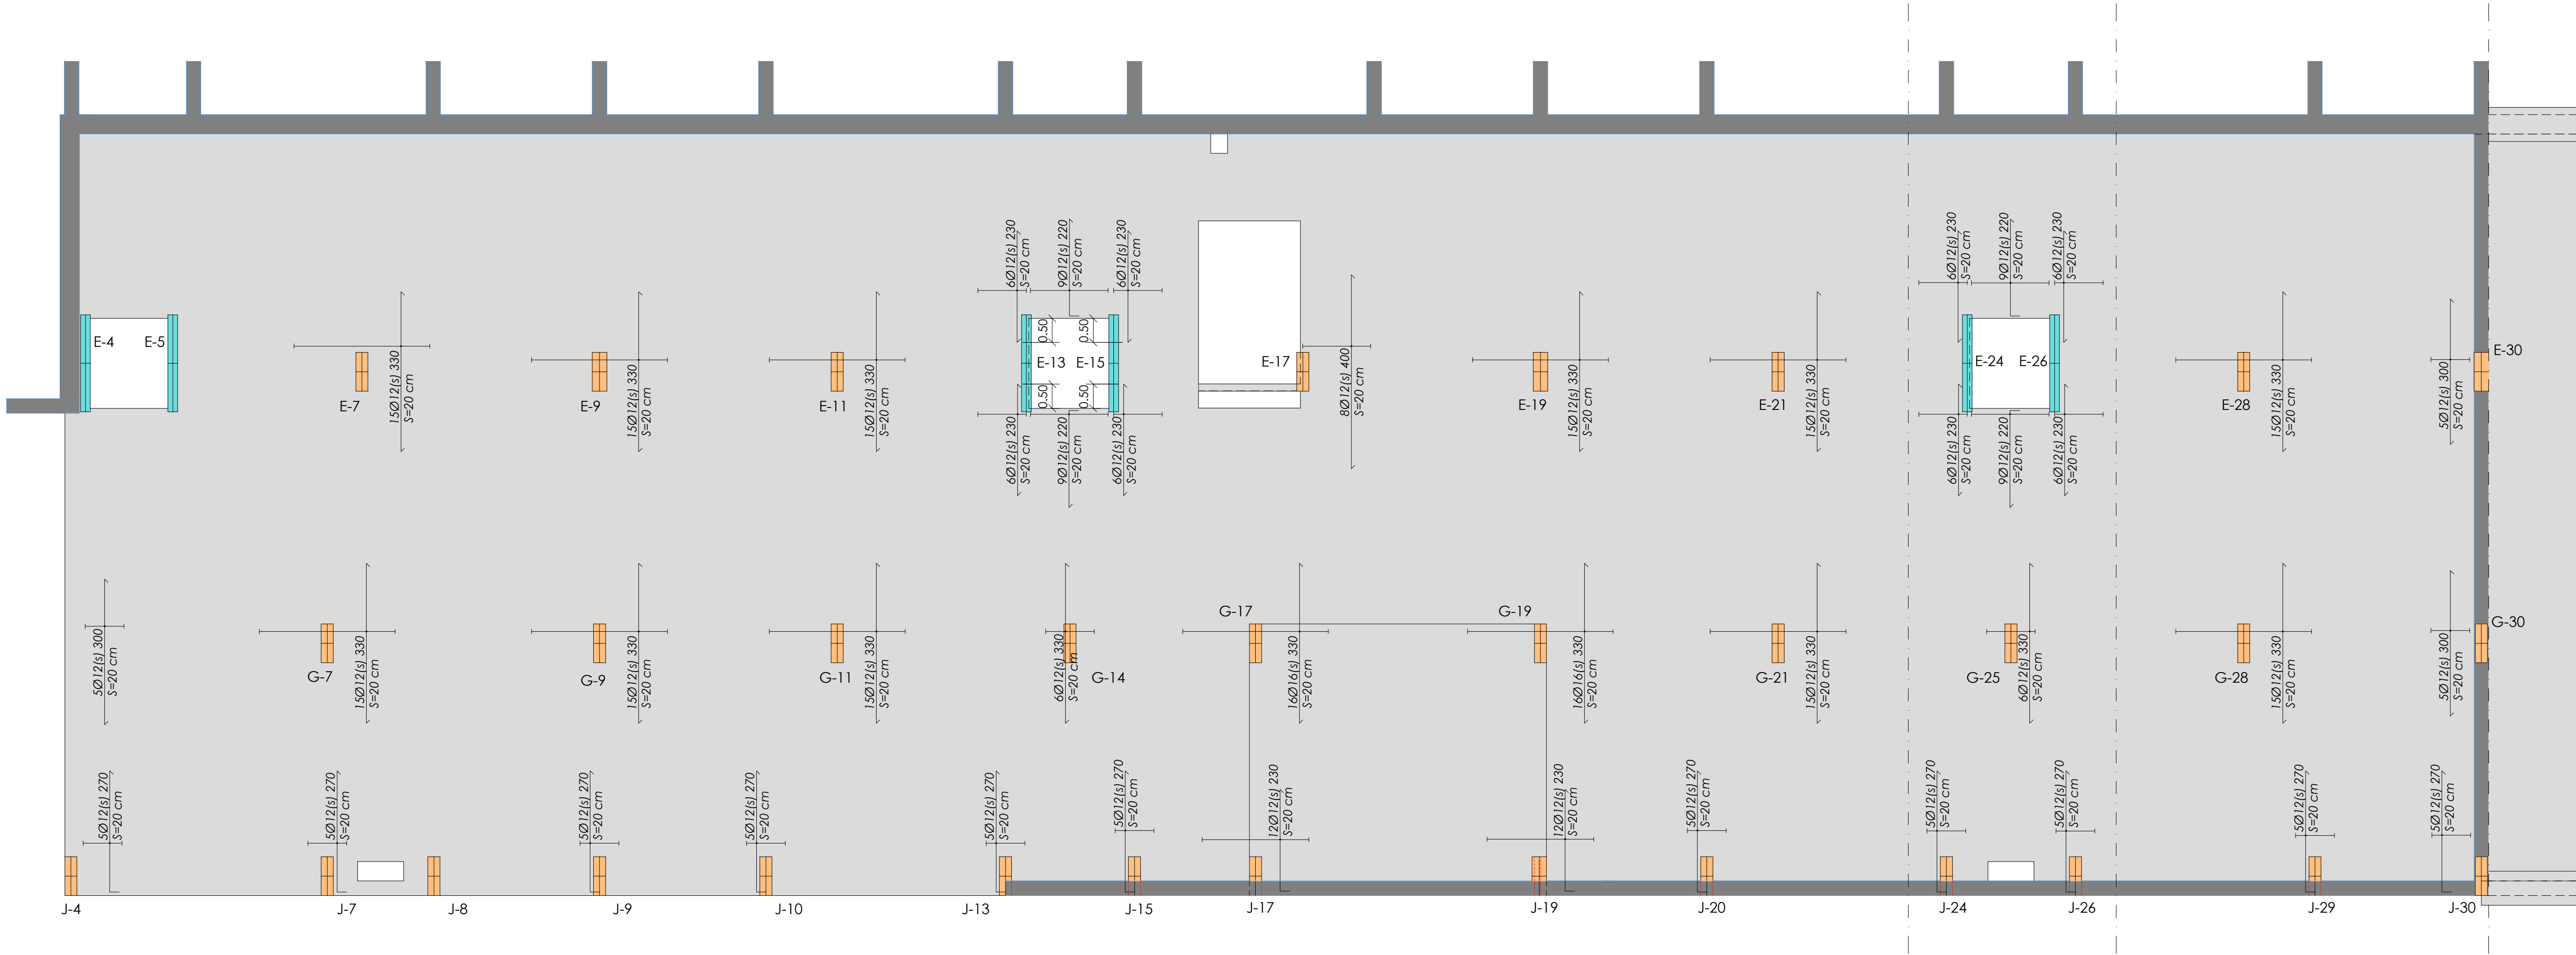 6Ø12(s) 230
S=20 cm
9Ø12(s) 220
S=20 cm
6Ø12(s) 230
S=20 cm
6Ø12(s) 230
S=20 cm
9Ø12(s) 220
S=20 cm
6Ø12(s) 230
S=20 cm
E-4
E-5
E-7
15Ø12(s) 330
S=20 cm
E-9
15Ø12(s) 330
S=20 cm
E-11
15Ø12(s) 330
S=20 cm
0.50
0.50
E-13
E-15
0.50
0.50
E-17
8Ø12(s) 400
S=20 cm
E-19
15Ø12(s) 330
S=20 cm
E-21
15Ø12(s) 330
S=20 cm
E-24
E-26
E-28
15Ø12(s) 330
S=20 cm
5Ø12(s) 300
S=20 cm
E-30
6Ø12(s) 230
S=20 cm
9Ø12(s) 220
S=20 cm
6Ø12(s) 230
S=20 cm
6Ø12(s) 230
S=20 cm
9Ø12(s) 220
S=20 cm
6Ø12(s) 230
S=20 cm
5Ø12(s) 300
S=20 cm
G-7
15Ø12(s) 330
S=20 cm
G-9
15Ø12(s) 330
S=20 cm
G-11
15Ø12(s) 330
S=20 cm
6Ø12(s) 330
S=20 cm
G-14
G-17
16Ø16(s) 330
S=20 cm
G-19
16Ø16(s) 330
S=20 cm
G-21
15Ø12(s) 330
S=20 cm
G-25
6Ø12(s) 330
S=20 cm
G-28
15Ø12(s) 330
S=20 cm
5Ø12(s) 300
S=20 cm
G-30
5Ø12(s) 270
S=20 cm
5Ø12(s) 270
S=20 cm
5Ø12(s) 270
S=20 cm
5Ø12(s) 270
S=20 cm
5Ø12(s) 270
S=20 cm
5Ø12(s) 270
S=20 cm
12Ø12(s) 230
S=20 cm
12Ø12(s) 230
S=20 cm
5Ø12(s) 270
S=20 cm
5Ø12(s) 270
S=20 cm
5Ø12(s) 270
S=20 cm
5Ø12(s) 270
S=20 cm
5Ø12(s) 270
S=20 cm
J-4
J-7
J-8
J-9
J-10
J-13
J-15
J-17
J-19
J-20
J-24
J-26
J-29
J-30